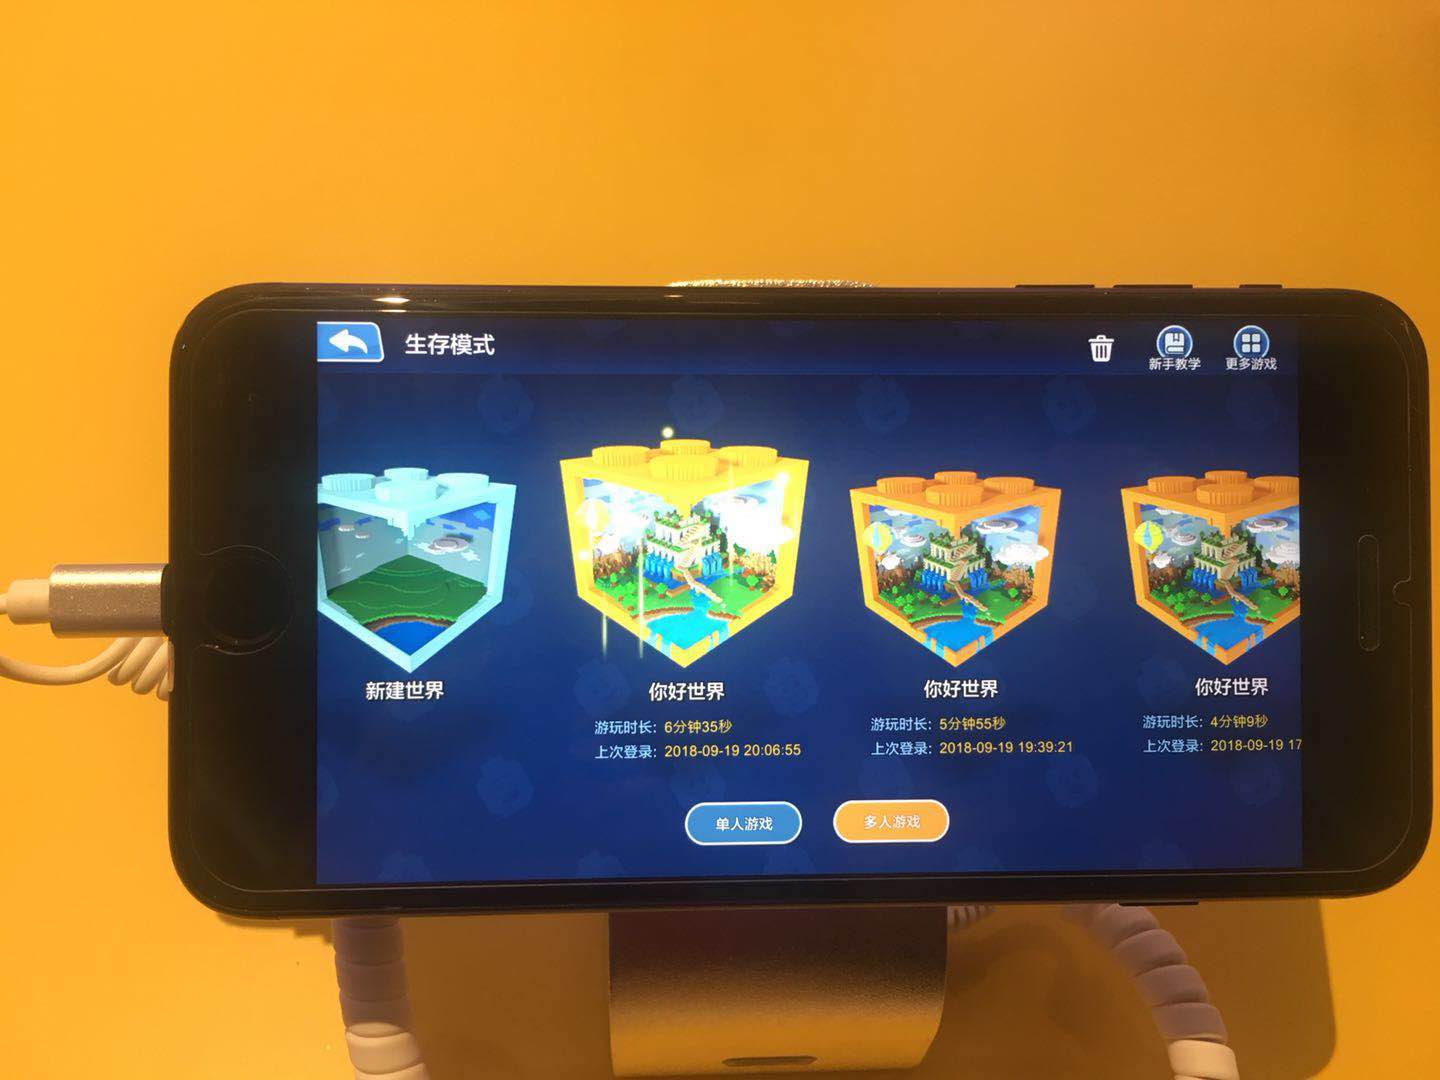 生存模式
新手教学
更多游戏
新建世界
你好世界
游玩时长: 6分钟35秒
上次登录: 2018-09-19 20:06:55
你好世界
游玩时长: 5分钟55秒
上次登录: 2018-09-19 19:39:21
你好世界
游玩时长: 4分钟9秒
上次登录: 2018-09-19 17
单人游戏
多人游戏